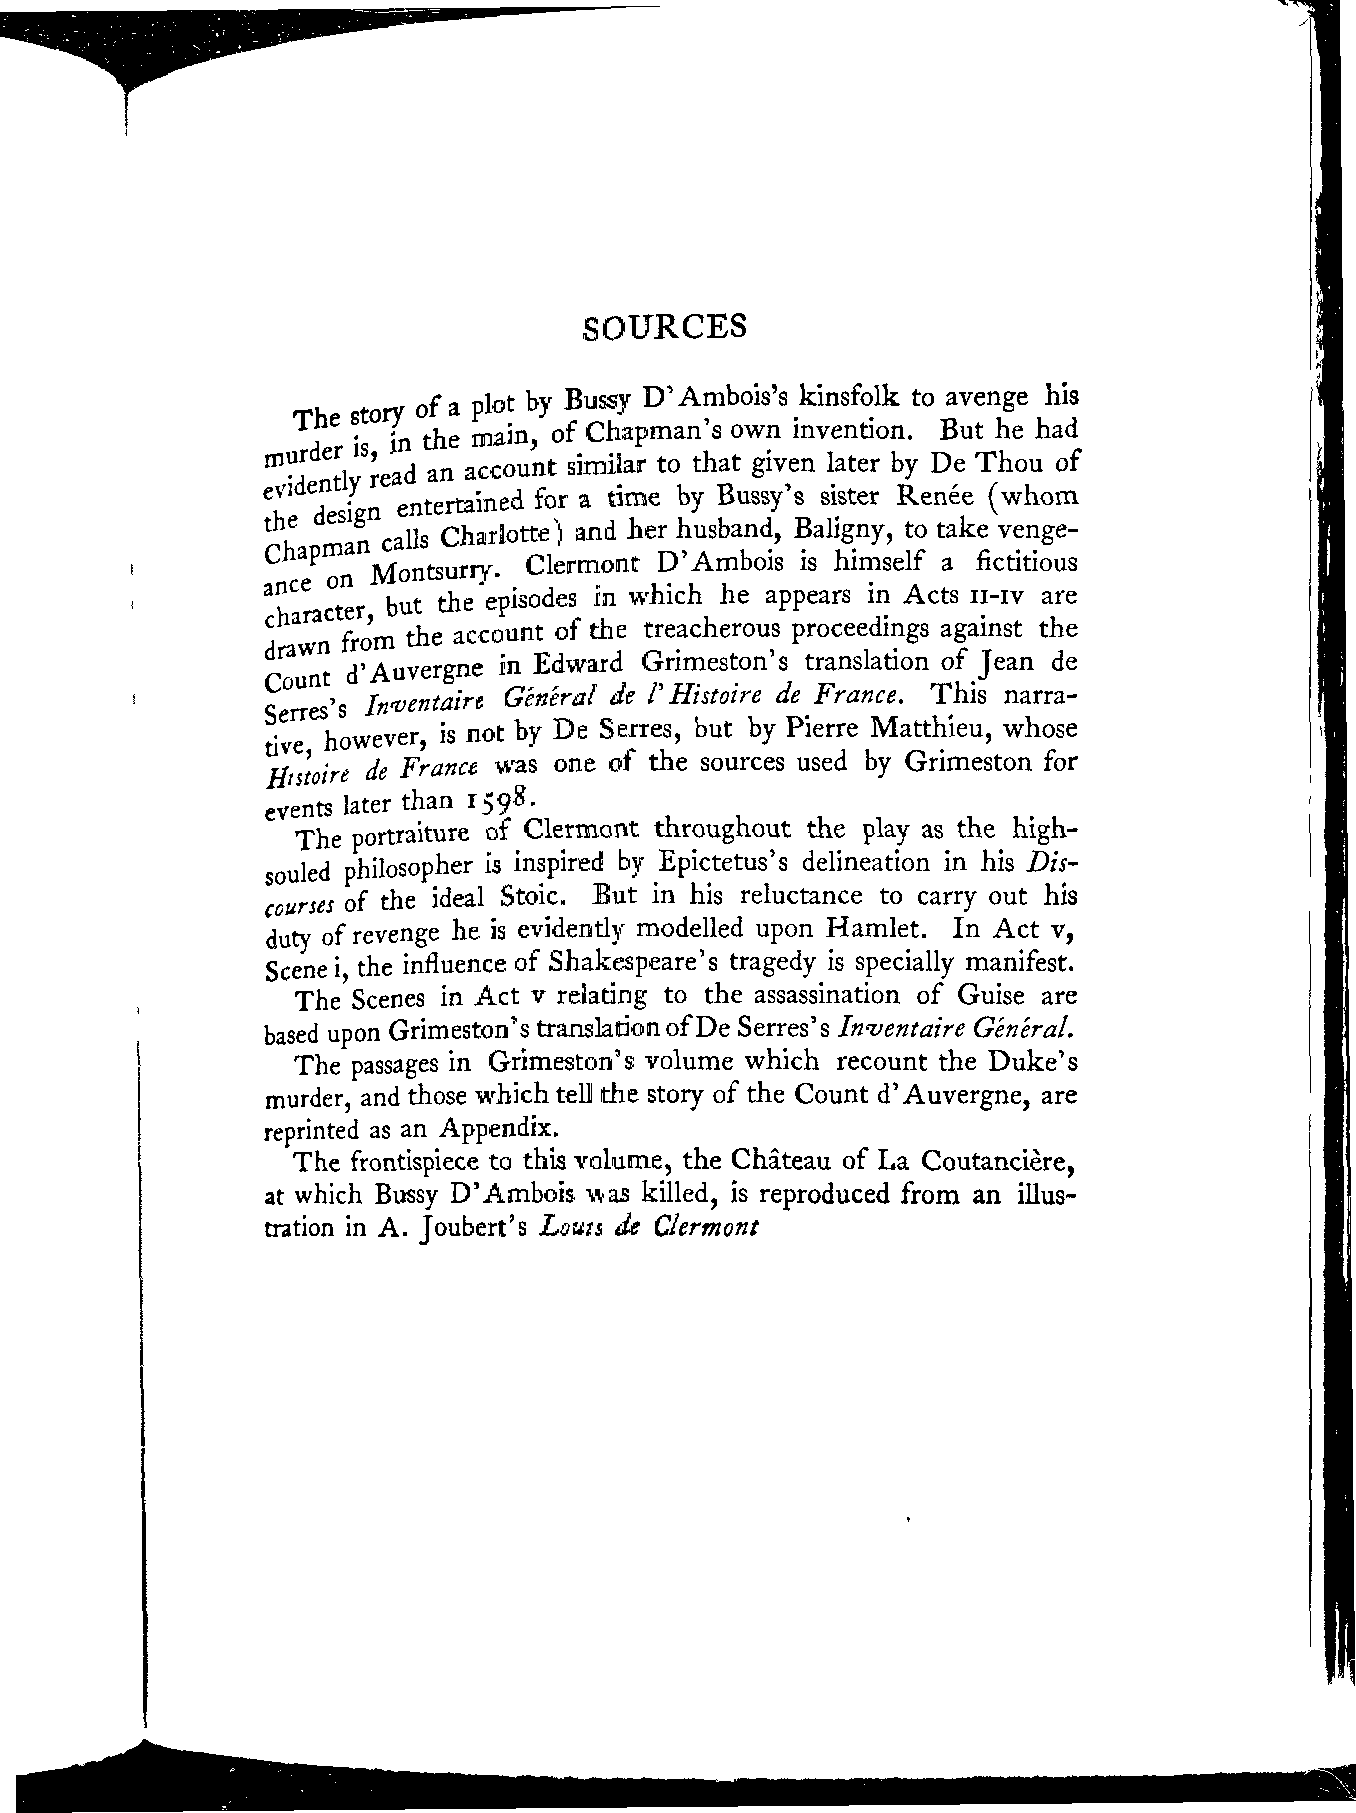 SOURCES
The story of a plot by Bussy D'Ambois's kinsfolk to avenge his
murder is, in the main, of Chapman's own invention. But he had
evidently read an account similar to that given later by De Thou of
the design entertained for a time by Bussy's sister Renée (whom
Chapman calls Charlotte) and her husband, Baligny, to take venge-
ance on Montsurry. Clermont D'Ambois is himself a fictitious
character, but the episodes in which he appears in Acts II-IV are
drawn from the account of the treacherous proceedings against the
Count d'Auvergne in Edward Grimeston's translation of Jean de
Serres's Inventaire Général de l'Histoire de France. This narra-
tive, however, is not by De Serres, but by Pierre Matthieu, whose
Histoire de France was one of the sources used by Grimeston for
events later than 1598.
The portraiture of Clermont throughout the play as the high-
souled philosopher is inspired by Epictetus's delineation in his Dis-
courses of the ideal Stoic. But in his reluctance to carry out his
duty of revenge he is evidently modelled upon Hamlet. In Act V,
Scene i, the influence of Shakespeare's tragedy is specially manifest.
The Scenes in Act V relating to the assassination of Guise are
based upon Grimeston's translation of De Serres's Inventaire Général.
The passages in Grimeston's volume which recount the Duke's
murder, and those which tell the story of the Count d'Auvergne, are
reprinted as an Appendix.
The frontispiece to this volume, the Château of La Coutancière,
at which Bussy D'Ambois was killed, is reproduced from an illus-
tration in A. Joubert's Louis de Clermont